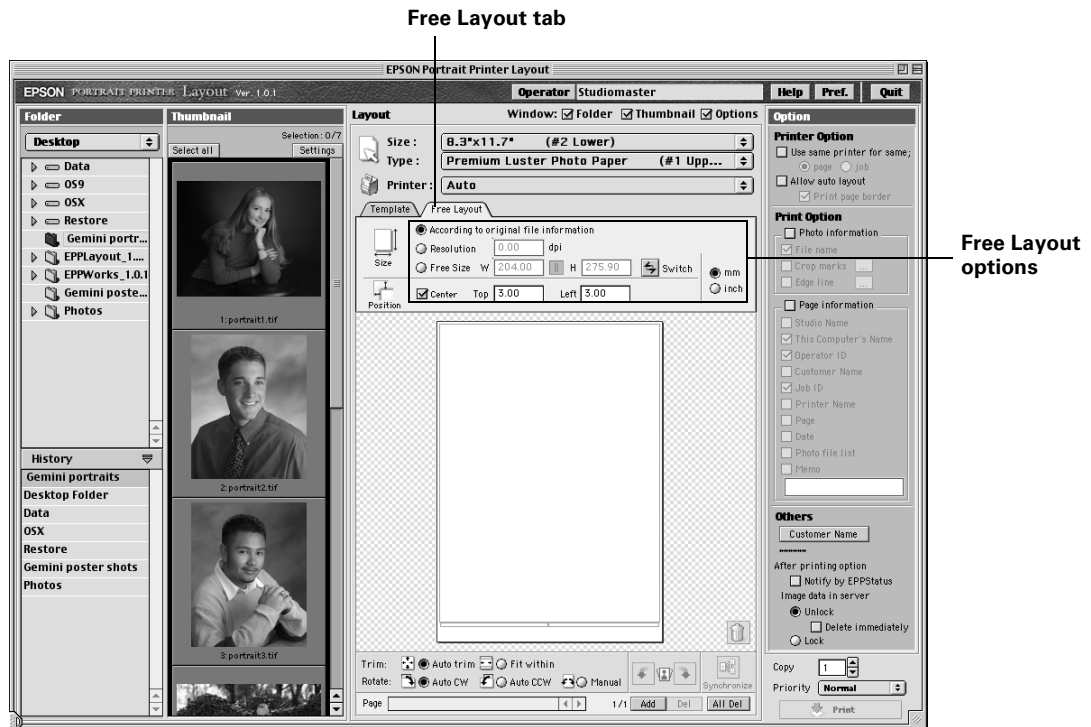 Free Layout tab
EPSON Portrait Printer Layout
EPSON PORTRAIT PRINTER Layout Ver. 1.0.1
Operator Studiomaster
Help Pref. Quit
Folder
Desktop
Data
OS9
OSX
Restore
Gemini portr...
EPPLayout_1....
EPPWorks_1.0.1
Gemini poste...
Photos
History
Gemini portraits
Desktop Folder
Data
OSX
Restore
Gemini poster shots
Photos
Thumbnail
Selection: 0/7
Select all Settings
1: portrait1.tif
2: portrait2.tif
3: portrait3.tif
Layout Window: Folder Thumbnail Options
Size : 8.3"x11.7" (#2 Lower)
Type : Premium Luster Photo Paper (#1 Upp...
Printer : Auto
Template Free Layout
Size
According to original file information
Resolution 0.00 dpi
Free Size W 204.00 H 275.90 Switch
mm
inch
Position
Center Top 3.00 Left 3.00
Trim: Auto trim Fit within
Rotate: Auto CW Auto CCW Manual
Synchronize
Page 1/1 Add Del All Del
Option
Printer Option
Use same printer for same;
page job
Allow auto layout
Print page border
Print Option
Photo information
File name
Crop marks ...
Edge line ...
Page information
Studio Name
This Computer's Name
Operator ID
Customer Name
Job ID
Printer Name
Page
Date
Photo file list
Memo
Others
Customer Name
After printing option
Notify by EPPStatus
Image data in server
Unlock
Delete immediately
Lock
Copy 1
Priority Normal
Print
Free Layout
options